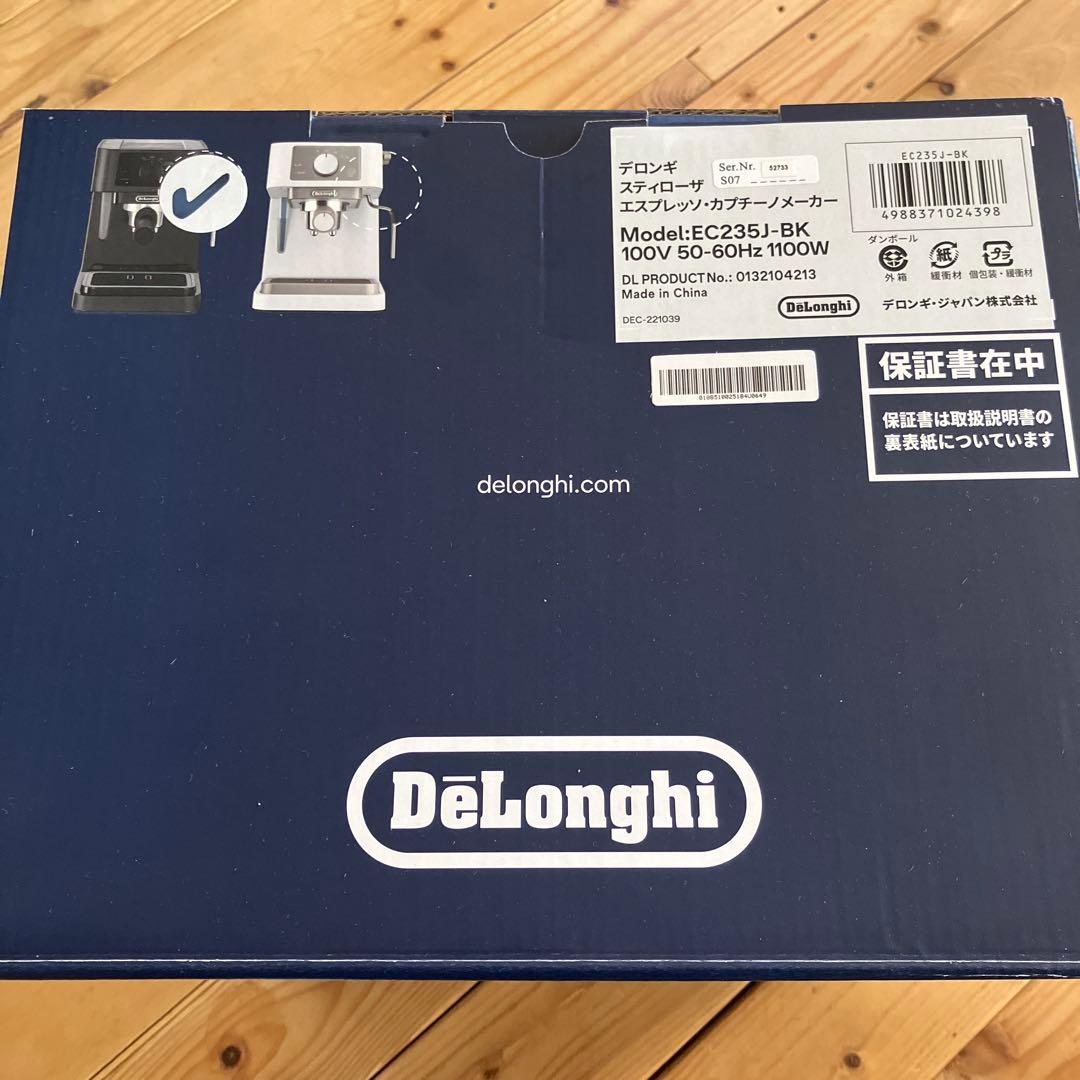 DeLonghi
DeLonghi
デロンギ
スティローザ
エスプレッソ・カプチーノメーカー
Ser.Nr. 52733
S07 ______
Model:EC235J-BK
100V 50-60Hz 1100W
DL PRODUCT No.: 0132104213
Made in China
DEC-221039
DēLonghi
EC235J-BK
4988371024398
ダンボール
外箱
紙
緩衝材
プラ
個包装・緩衝材
デロンギ・ジャパン株式会社
保証書在中
保証書は取扱説明書の
裏表紙についています
delonghi.com
DēLonghi